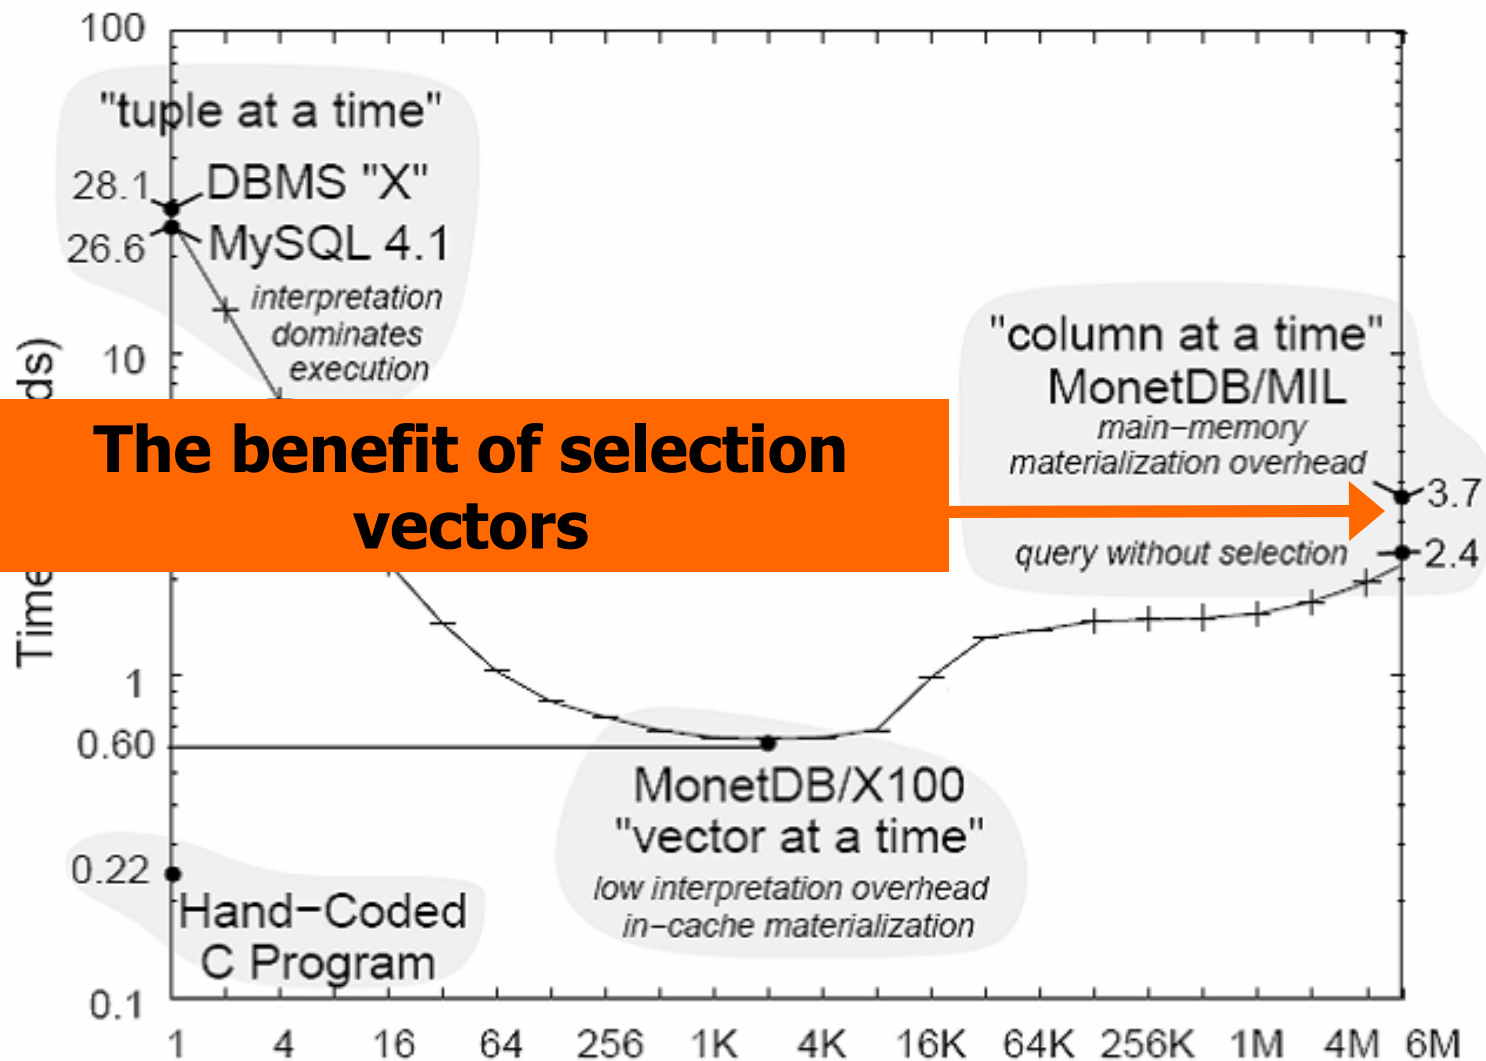 100
"tuple at a time"
28.1
DBMS "X"
26.6
MySQL 4.1
interpretation
dominates
execution
10
"column at a time"
MonetDB/MIL
main-memory
materialization overhead
3.7
query without selection
2.4
The benefit of selection
vectors
1
0.60
MonetDB/X100
"vector at a time"
low interpretation overhead
in-cache materialization
0.22
Hand-Coded
C Program
0.1
1 4 16 64 256 1K 4K 16K 64K 256K 1M 4M 6M